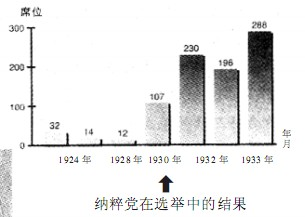 席位
300
200
100
0
32
14
12
107
230
196
288
年
月
1924 年
1928 年
1930 年
1932 年
1933 年
纳粹党在选举中的结果